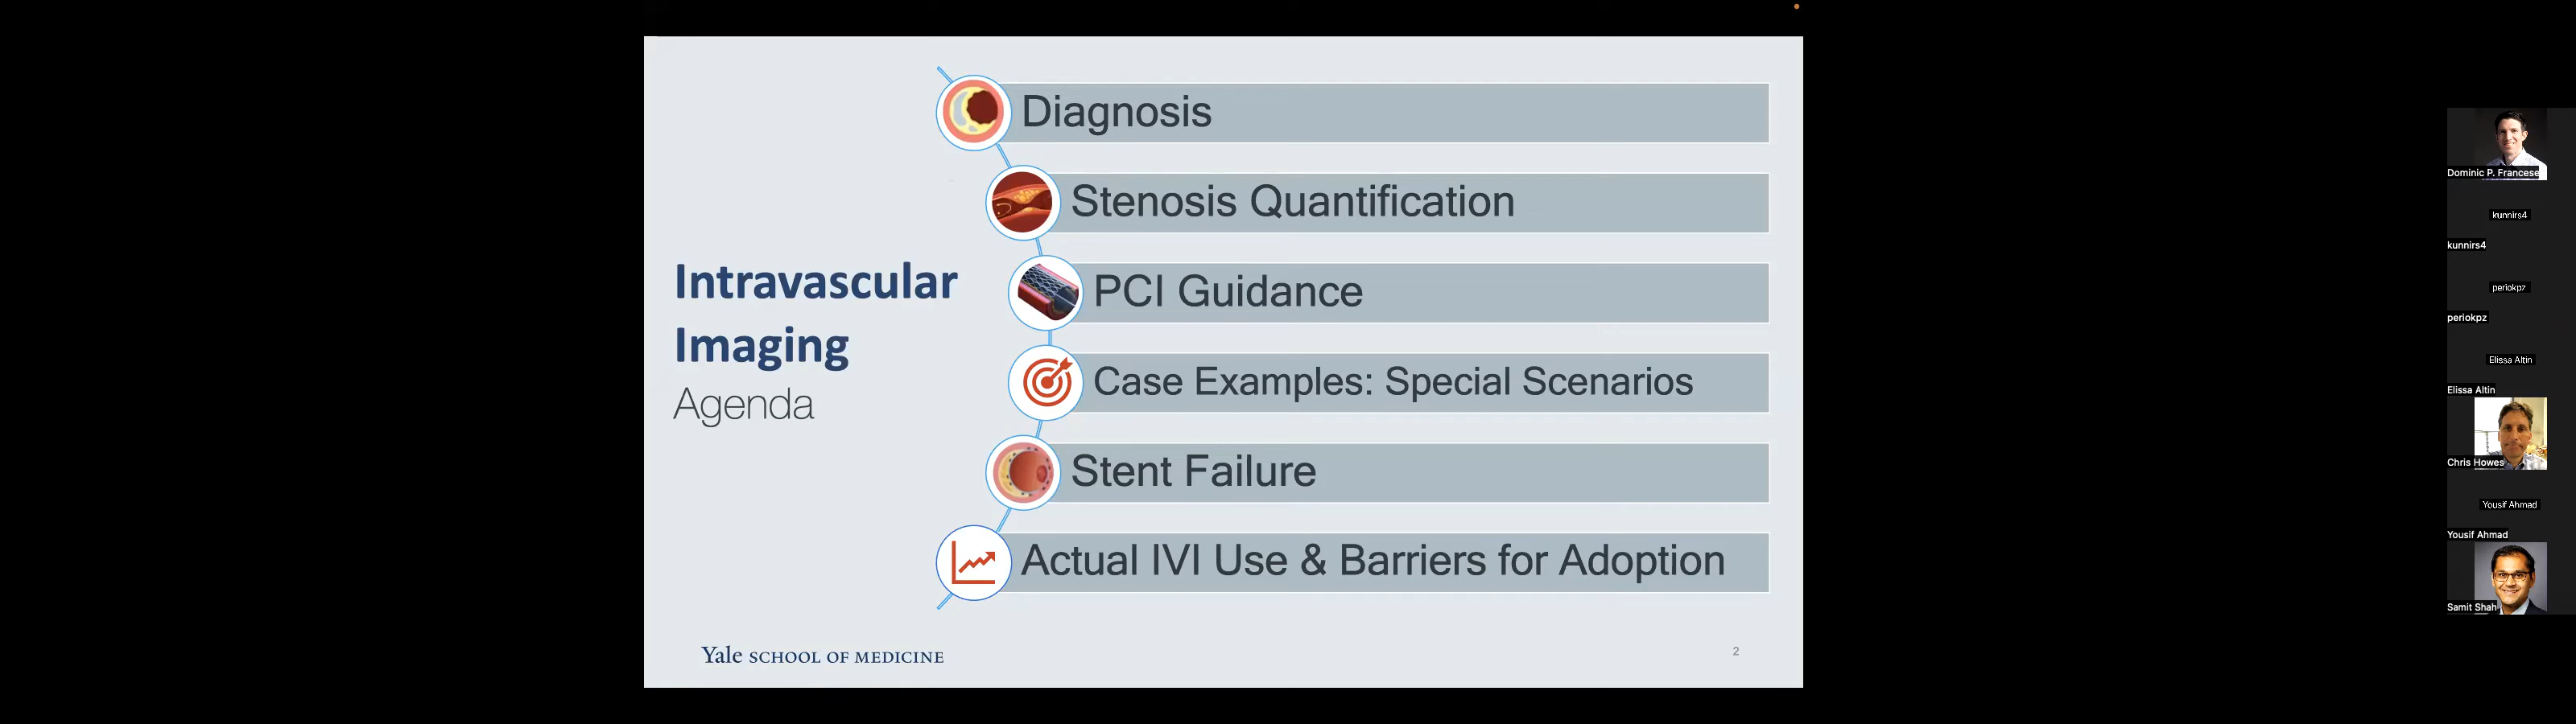 Intravascular
Imaging
Agenda
Diagnosis
Stenosis Quantification
PCI Guidance
Case Examples: Special Scenarios
Stent Failure
Actual IVI Use & Barriers for Adoption
Yale SCHOOL OF MEDICINE
2
Dominic P. Francese
kunnirs4
kunnirs4
periokpz
periokpz
Elissa Altin
Elissa Altin
Chris Howes
Yousif Ahmad
Yousif Ahmad
Samit Shah